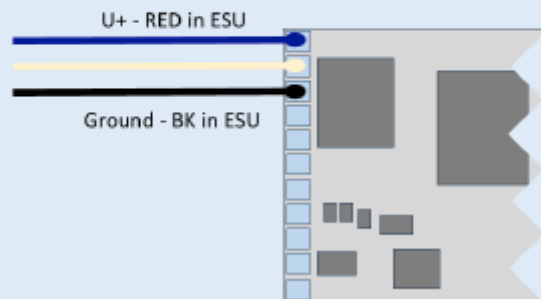 U+ - RED in ESU
Ground - BK in ESU